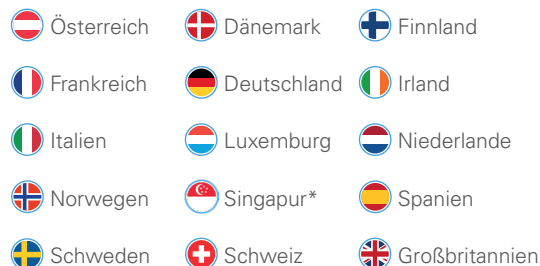 Österreich Dänemark Finnland
Frankreich Deutschland Irland
Italien Luxemburg Niederlande
Norwegen Singapur* Spanien
Schweden Schweiz Großbritannien